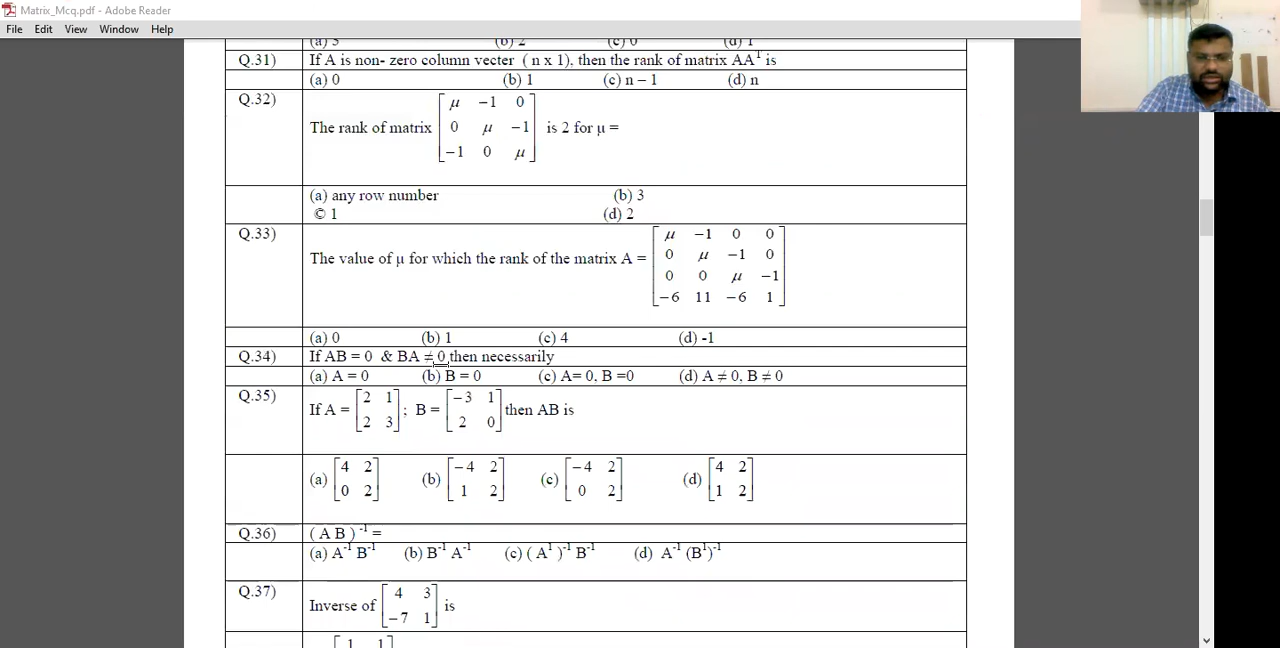 Matrix_Mcq.pdf - Adobe Reader
File Edit View Window Help
(a) 3 (b) 2 (c) 0 (d) 1
Q.31) If A is non- zero column vecter ( n x 1), then the rank of matrix AAᵀ is
(a) 0 (b) 1 (c) n – 1 (d) n
Q.32)
μ −1 0
The rank of matrix 0 μ −1 is 2 for μ =
−1 0 μ
(a) any row number (b) 3
© 1 (d) 2
Q.33)
μ −1 0 0
0 μ −1 0
The value of μ for which the rank of the matrix A =
0 0 μ −1
−6 11 −6 1
(a) 0 (b) 1 (c) 4 (d) -1
Q.34) If AB = 0 & BA ≠ 0 then necessarily
(a) A = 0 (b) B = 0 (c) A= 0, B =0 (d) A ≠ 0, B ≠ 0
Q.35)
2 1 −3 1
If A = ; B = then AB is
2 3 2 0
4 2 −4 2 −4 2 4 2
(a) (b) (c) (d)
0 2 1 2 0 2 1 2
Q.36) ( A B )⁻¹ =
(a) A⁻¹ B⁻¹ (b) B⁻¹ A⁻¹ (c) ( A¹ )⁻¹ B⁻¹ (d) A⁻¹ (B¹)⁻¹
Q.37)
4 3
Inverse of is
−7 1
1 1